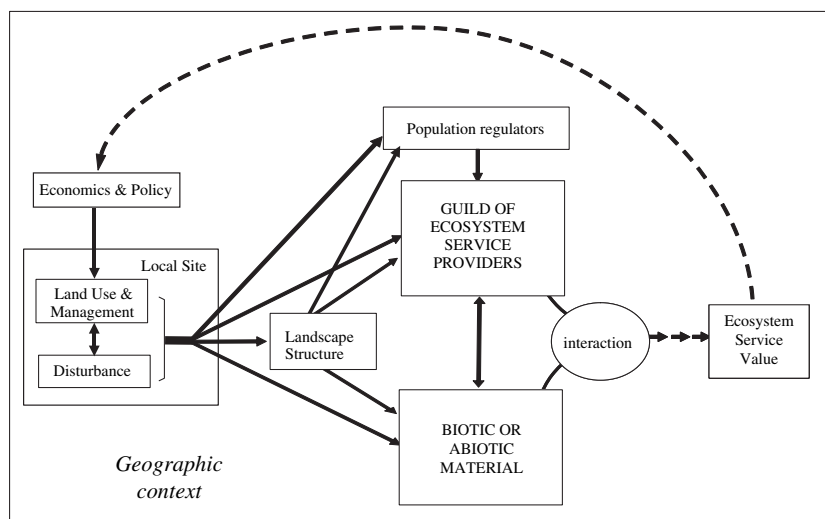 Population regulators
Economics & Policy
GUILD OF
ECOSYSTEM
SERVICE
PROVIDERS
Local Site
Land Use &
Management
Disturbance
Landscape
Structure
interaction
Ecosystem
Service
Value
BIOTIC OR
ABIOTIC
MATERIAL
Geographic
context